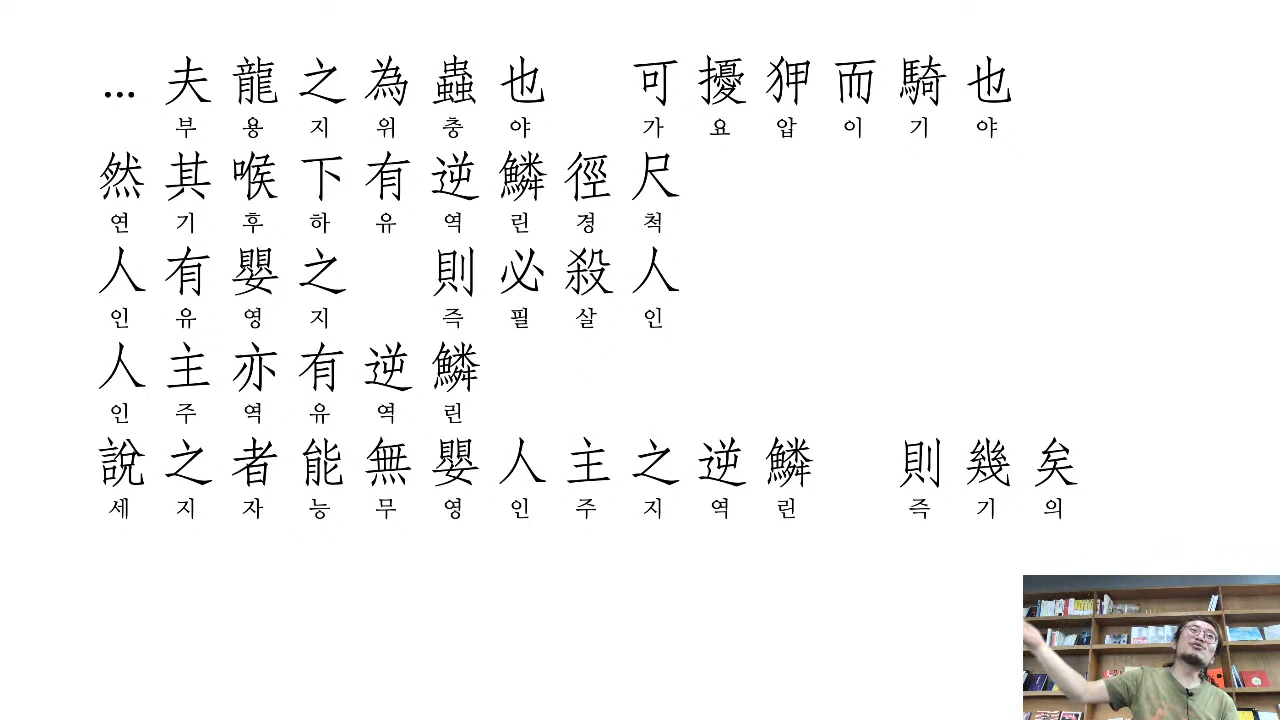 ... 夫龍之為蟲也 可擾狎而騎也
부 용 지 위 충 야 가 요 압 이 기 야
然其喉下有逆鱗徑尺
연 기 후 하 유 역 린 경 척
人有嬰之 則必殺人
인 유 영 지 즉 필 살 인
人主亦有逆鱗
인 주 역 유 역 린
說之者能無嬰人主之逆鱗 則幾矣
세 지 자 능 무 영 인 주 지 역 린 즉 기 의